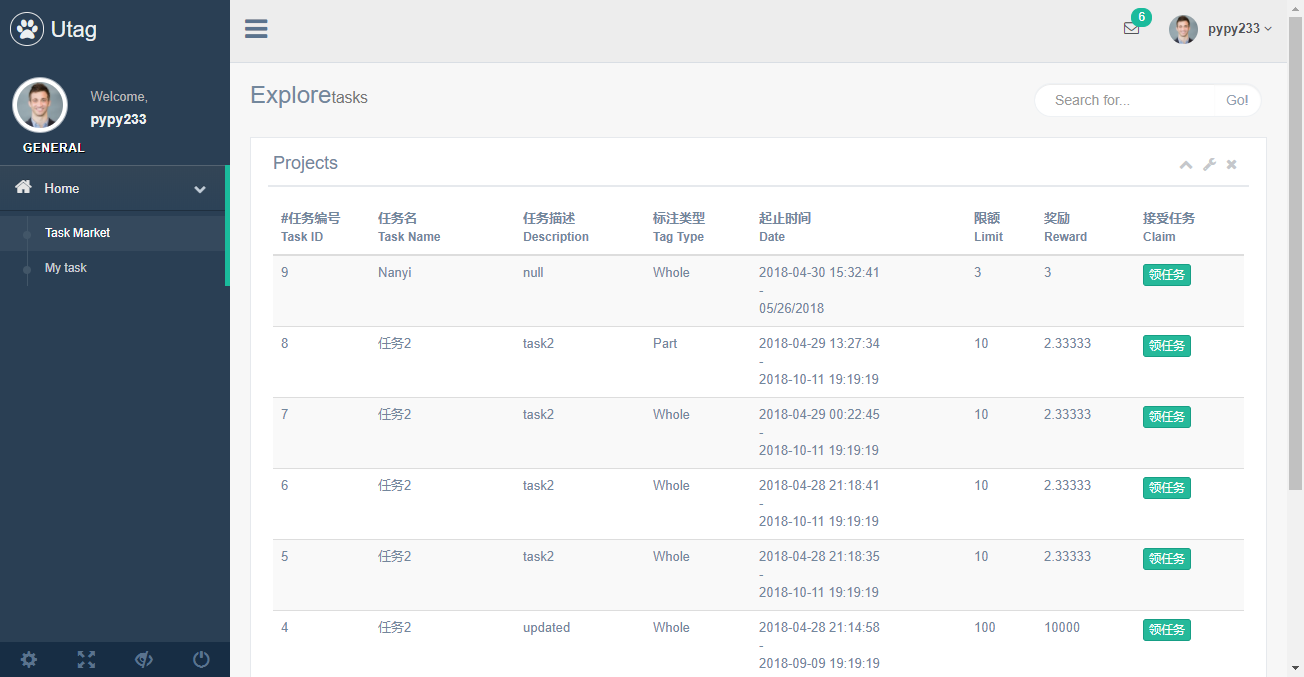 Utag
6
pypy233
Welcome,
pypy233
GENERAL
Home
Task Market
My task
Exploretasks
Search for...
Go!
Projects
#任务编号 任务名 任务描述 标注类型 起止时间 限额 奖励 接受任务
Task ID Task Name Description Tag Type Date Limit Reward Claim
9 Nanyi null Whole 2018-04-30 15:32:41 3 3 领任务
-
05/26/2018
8 任务2 task2 Part 2018-04-29 13:27:34 10 2.33333 领任务
-
2018-10-11 19:19:19
7 任务2 task2 Whole 2018-04-29 00:22:45 10 2.33333 领任务
-
2018-10-11 19:19:19
6 任务2 task2 Whole 2018-04-28 21:18:41 10 2.33333 领任务
-
2018-10-11 19:19:19
5 任务2 task2 Whole 2018-04-28 21:18:35 10 2.33333 领任务
-
2018-10-11 19:19:19
4 任务2 updated Whole 2018-04-28 21:14:58 100 10000 领任务
-
2018-09-09 19:19:19